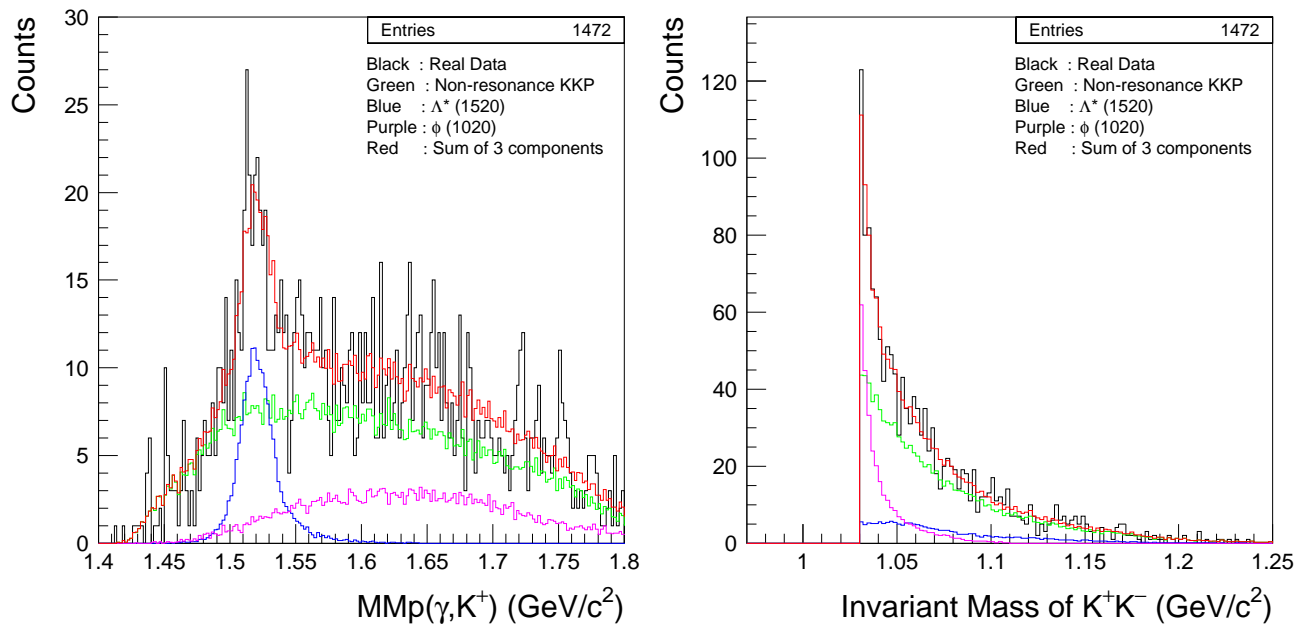 Counts
30
25
20
15
10
5
0
Entries 1472
Black : Real Data
Green : Non-resonance KKP
Blue : Λ* (1520)
Purple : ϕ (1020)
Red : Sum of 3 components
1.4 1.45 1.5 1.55 1.6 1.65 1.7 1.75 1.8
MMp(γ,K⁺) (GeV/c²)
Counts
120
100
80
60
40
20
0
Entries 1472
Black : Real Data
Green : Non-resonance KKP
Blue : Λ* (1520)
Purple : ϕ (1020)
Red : Sum of 3 components
1 1.05 1.1 1.15 1.2 1.25
Invariant Mass of K⁺K⁻ (GeV/c²)